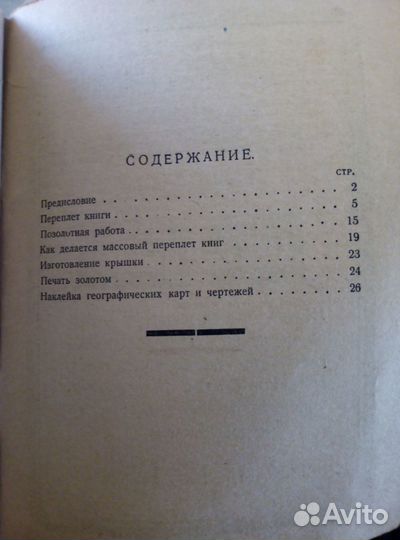 СОДЕРЖАНИЕ.
СТР.
Предисловие . . . . . . . . . . . . . . . . 2
Переплет книги . . . . . . . . . . . . . . . 5
Позолотная работа . . . . . . . . . . . . . . 15
Как делается массовый переплет книг . . . . . . . 19
Изготовление крышки . . . . . . . . . . . . . 23
Печать золотом . . . . . . . . . . . . . . . 24
Наклейка географических карт и чертежей . . . . . . 26
Avito